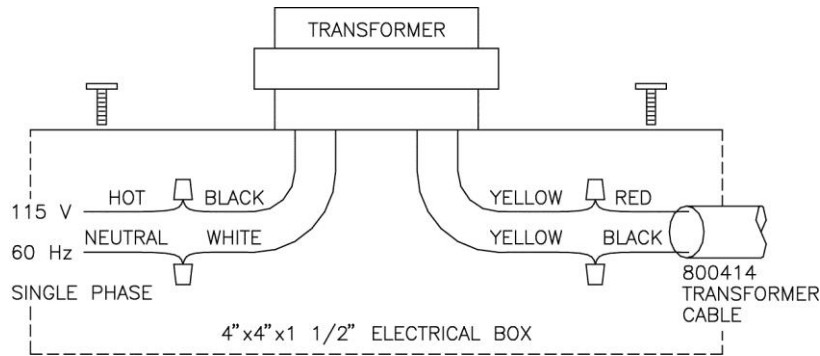 TRANSFORMER
HOT BLACK YELLOW RED
115 V
NEUTRAL WHITE YELLOW BLACK
60 Hz
SINGLE PHASE
800414
TRANSFORMER
CABLE
4"x4"x1 1/2" ELECTRICAL BOX